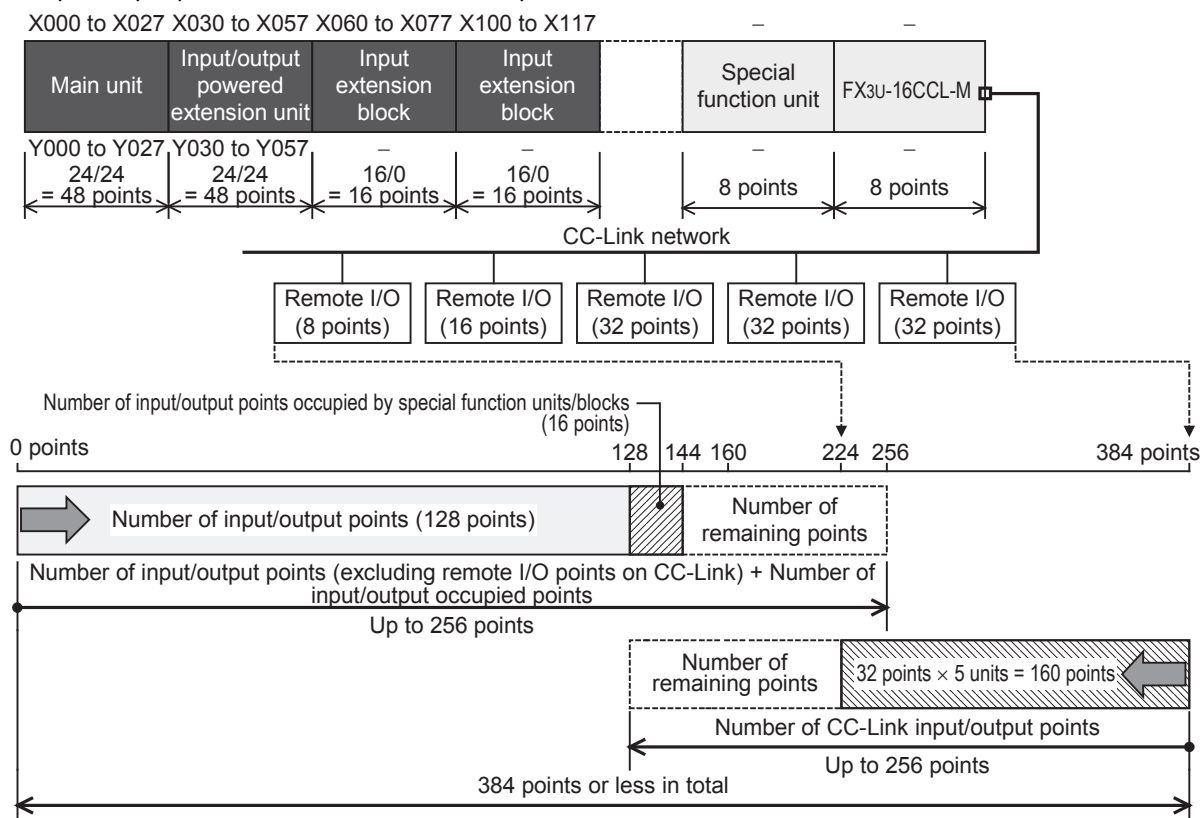 X000 to X027 X030 to X057 X060 to X077 X100 to X117 – –
Main unit
Input/output
powered
extension unit
Input
extension
block
Input
extension
block
Special
function unit
FX3U-16CCL-M
Y000 to Y027 Y030 to Y057 – – – –
24/24
= 48 points
24/24
= 48 points
16/0
= 16 points
16/0
= 16 points
8 points
8 points
CC-Link network
Remote I/O
(8 points)
Remote I/O
(16 points)
Remote I/O
(32 points)
Remote I/O
(32 points)
Remote I/O
(32 points)
Number of input/output points occupied by special function units/blocks
(16 points)
0 points 128 144 160 224 256 384 points
Number of input/output points (128 points)
Number of
remaining points
Number of input/output points (excluding remote I/O points on CC-Link) + Number of
input/output occupied points
Up to 256 points
Number of
remaining points
32 points × 5 units = 160 points
Number of CC-Link input/output points
Up to 256 points
384 points or less in total